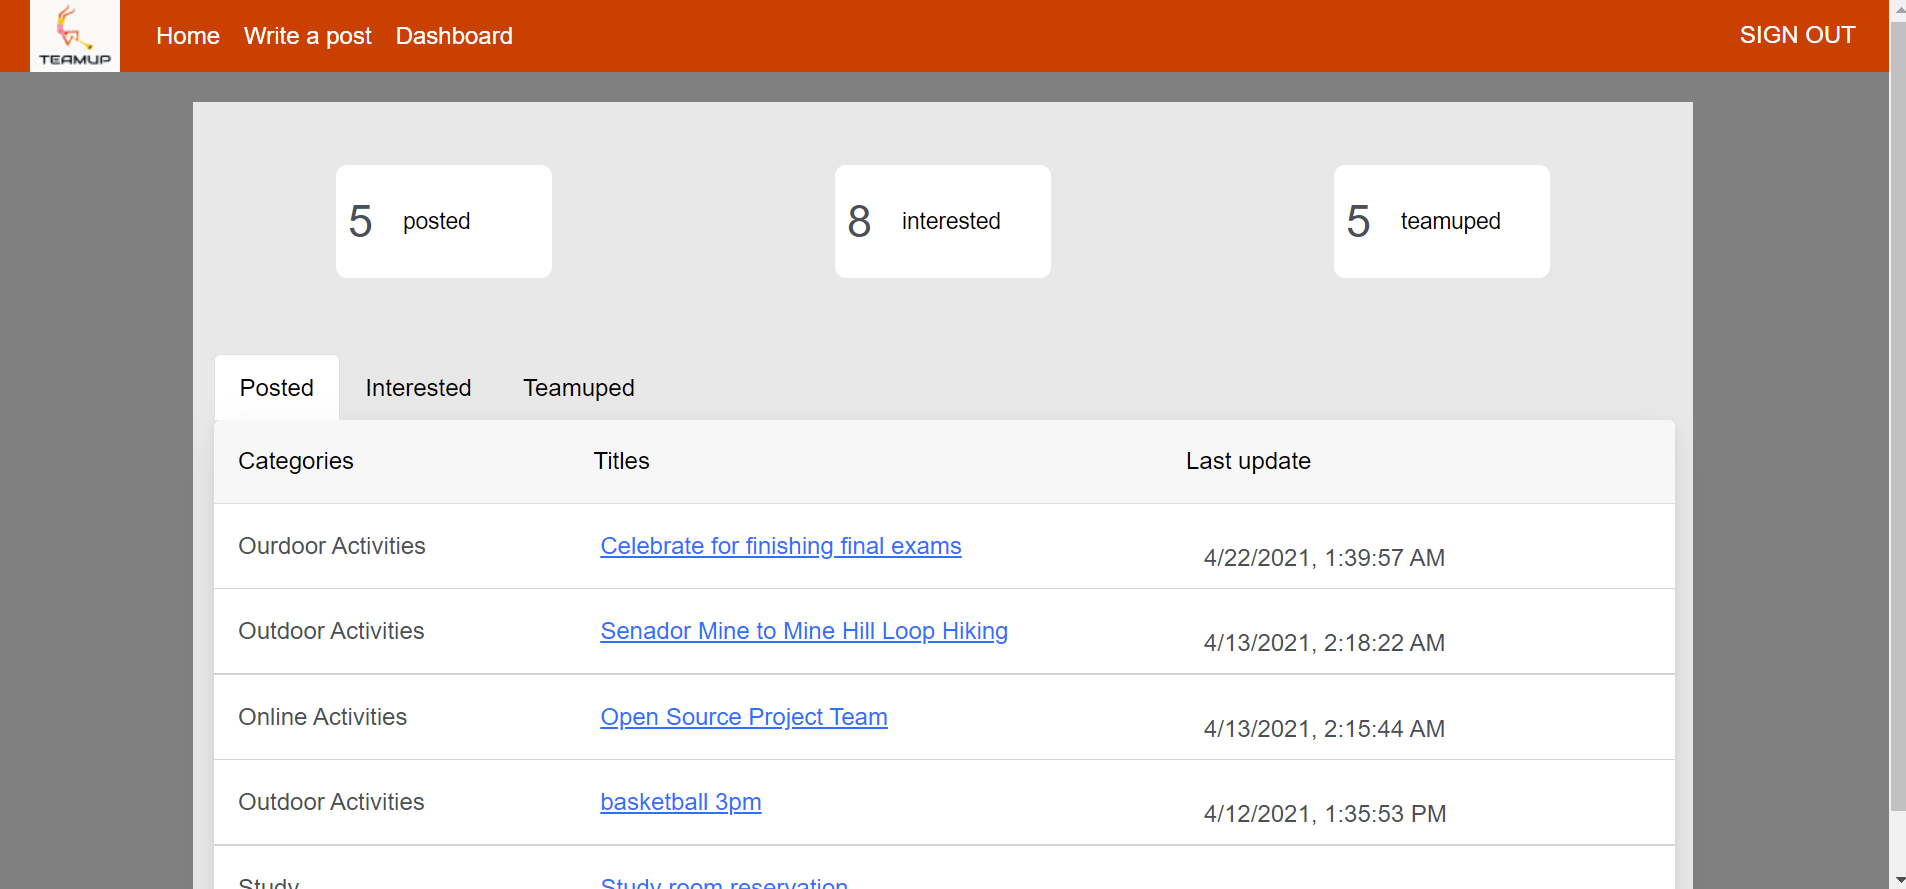 TEAMUP
Home Write a post Dashboard SIGN OUT
5 posted 8 interested 5 teamuped
Posted Interested Teamuped
Categories Titles Last update
Ourdoor Activities Celebrate for finishing final exams 4/22/2021, 1:39:57 AM
Outdoor Activities Senador Mine to Mine Hill Loop Hiking 4/13/2021, 2:18:22 AM
Online Activities Open Source Project Team 4/13/2021, 2:15:44 AM
Outdoor Activities basketball 3pm 4/12/2021, 1:35:53 PM
Study Study room reservation